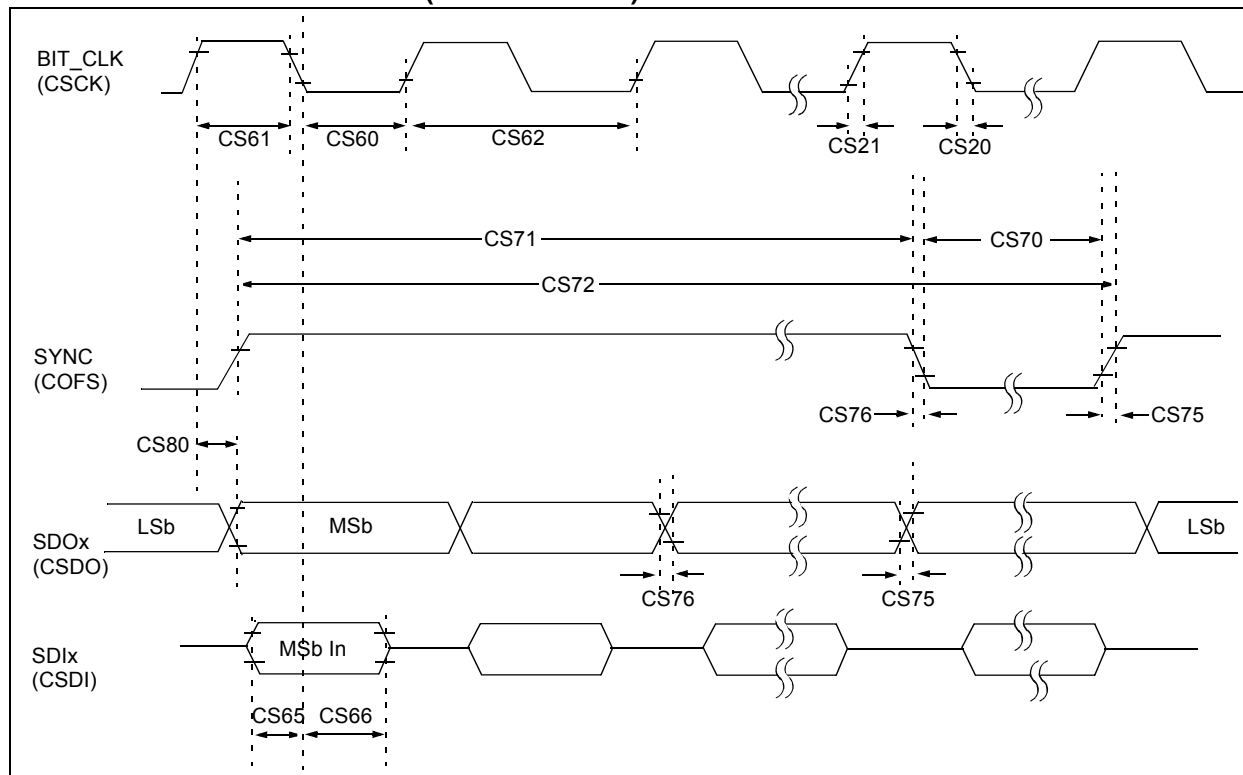 BIT_CLK
(CSCK)
CS61
CS60
CS62
CS21
CS20
CS71
CS70
CS72
SYNC
(COFS)
CS76
CS75
CS80
LSb
MSb
LSb
SDOx
(CSDO)
CS76
CS75
MSb In
SDIx
(CSDI)
CS65
CS66